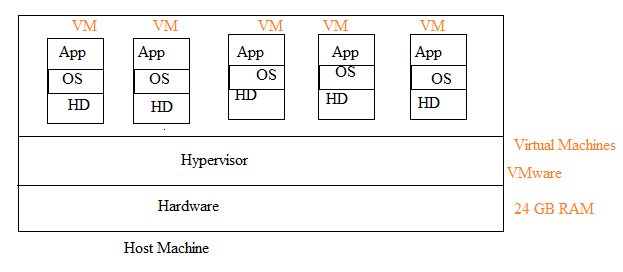 VM VM VM VM VM
App App App App App
OS OS OS OS OS
HD HD HD HD HD
Virtual Machines
Hypervisor
VMware
Hardware
24 GB RAM
Host Machine